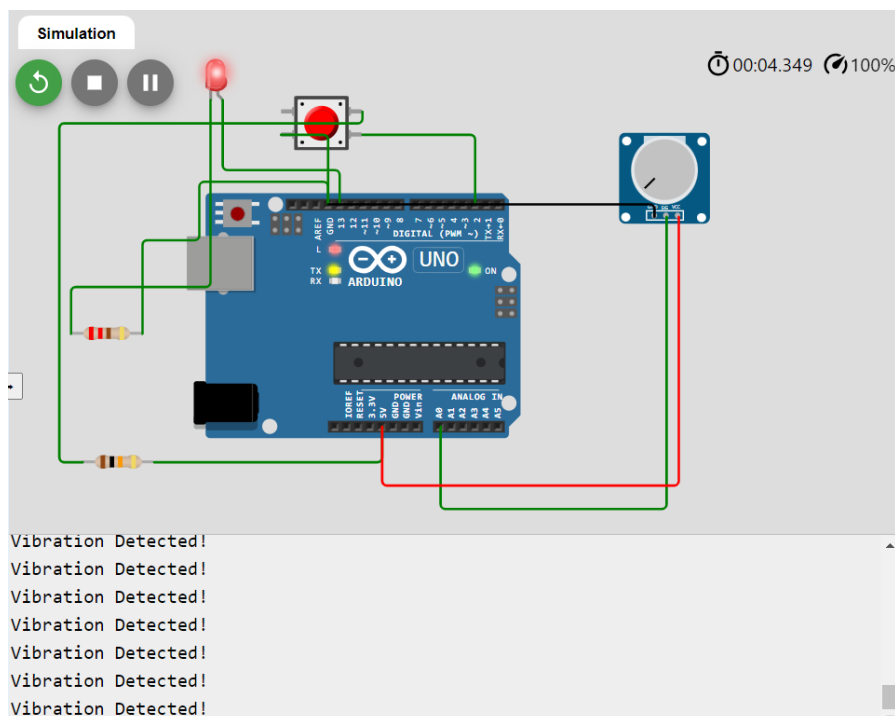 Simulation
00:04.349 100%
AREF
GND
13
12
~11
~10
~9
8
7
~6
~5
4
~3
2
TX→1
RX←0
DIGITAL (PWM ~)
L
TX
RX
UNO
ARDUINO
ON
IOREF
RESET
3.3V
5V
GND
GND
Vin
POWER
ANALOG IN
A0
A1
A2
A3
A4
A5
VCC
Vibration Detected!
Vibration Detected!
Vibration Detected!
Vibration Detected!
Vibration Detected!
Vibration Detected!
Vibration Detected!